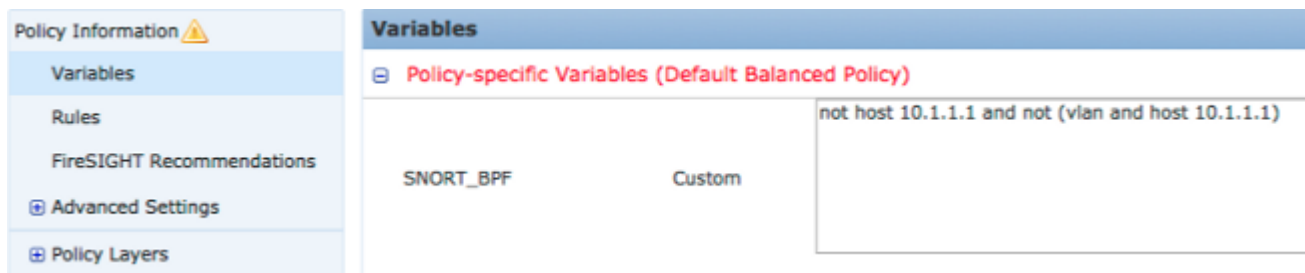 Policy Information
Variables
Rules
FireSIGHT Recommendations
Advanced Settings
Policy Layers
Variables
Policy-specific Variables (Default Balanced Policy)
SNORT_BPF
Custom
not host 10.1.1.1 and not (vlan and host 10.1.1.1)